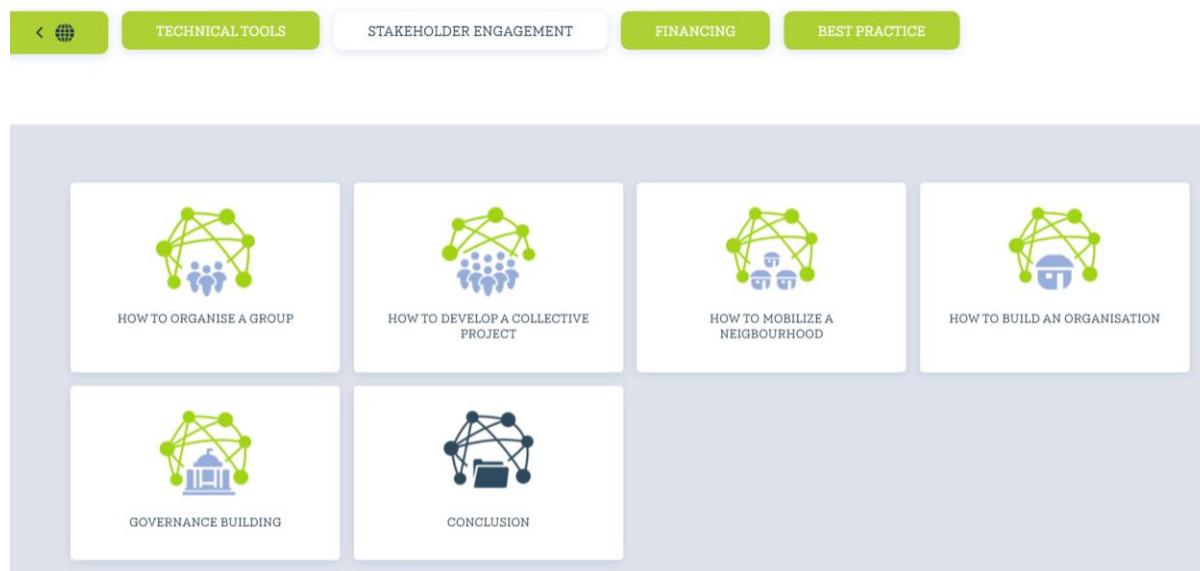 TECHNICAL TOOLS
STAKEHOLDER ENGAGEMENT
FINANCING
BEST PRACTICE
HOW TO ORGANISE A GROUP
HOW TO DEVELOP A COLLECTIVE
PROJECT
HOW TO MOBILIZE A
NEIGBOURHOOD
HOW TO BUILD AN ORGANISATION
GOVERNANCE BUILDING
CONCLUSION